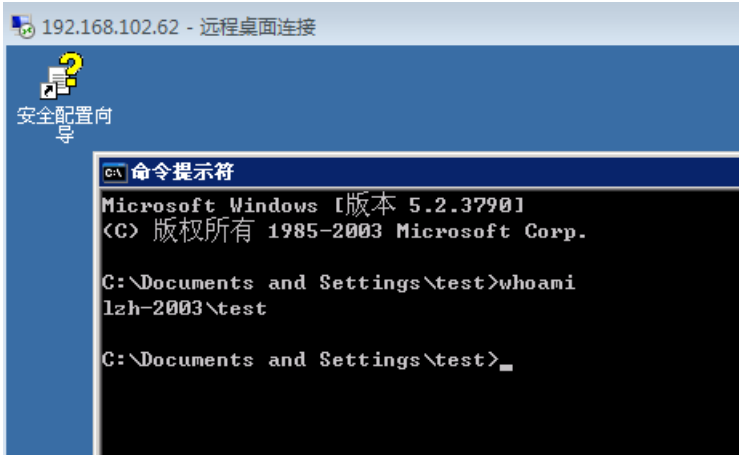 192.168.102.62 - 远程桌面连接
安全配置向
导
命令提示符
Microsoft Windows [版本 5.2.3790]
(C) 版权所有 1985-2003 Microsoft Corp.
C:\Documents and Settings\test>whoami
lzh-2003\test
C:\Documents and Settings\test>_